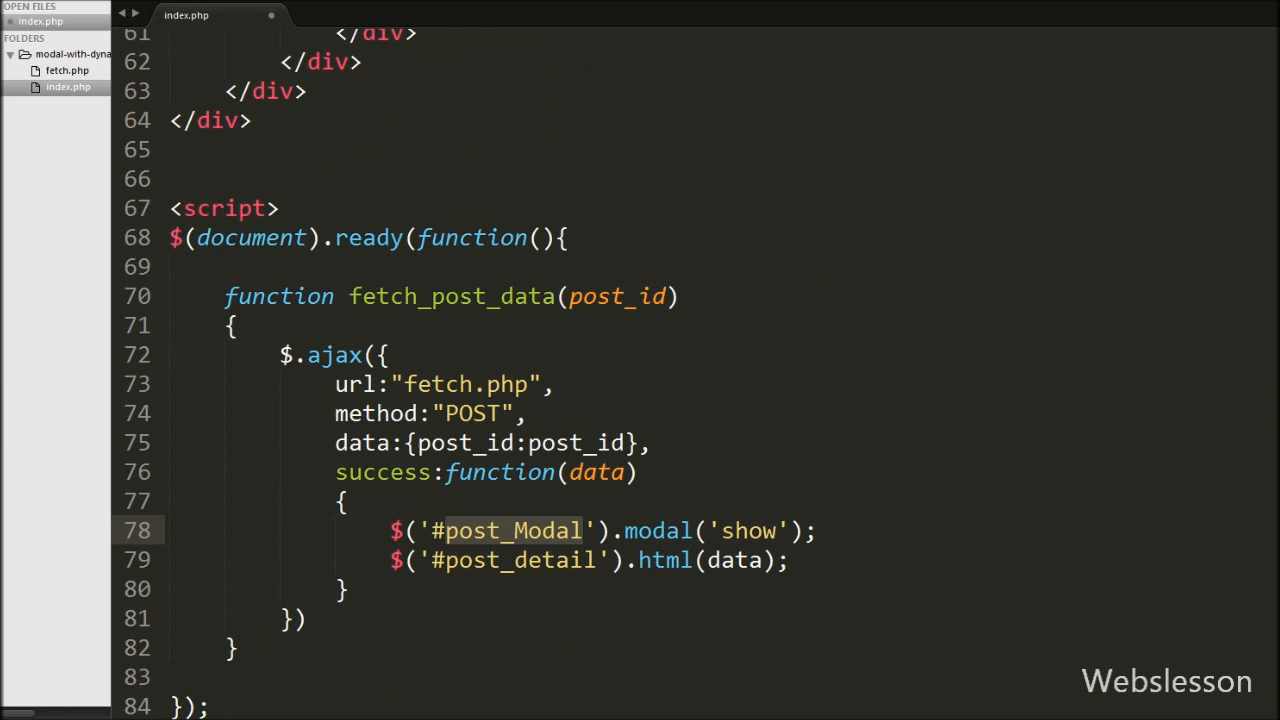 OPEN FILES
index.php
FOLDERS
modal-with-dyna
fetch.php
index.php
index.php
61 </div>
62 </div>
63 </div>
64 </div>
65
66
67 <script>
68 $(document).ready(function(){
69
70 function fetch_post_data(post_id)
71 {
72 $.ajax({
73 url:"fetch.php",
74 method:"POST",
75 data:{post_id:post_id},
76 success:function(data)
77 {
78 $('#post_Modal').modal('show');
79 $('#post_detail').html(data);
80 }
81 })
82 }
83
84 });
Webslesson